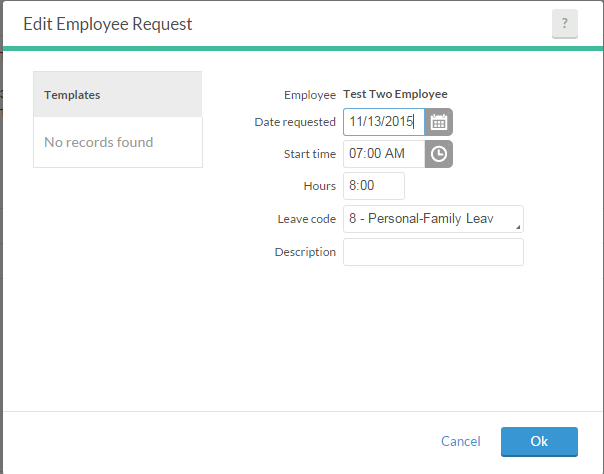 Edit Employee Request
?
Templates
No records found
Employee Test Two Employee
Date requested 11/13/2015
Start time 07:00 AM
Hours 8:00
Leave code 8 - Personal-Family Leav
Description
Cancel Ok